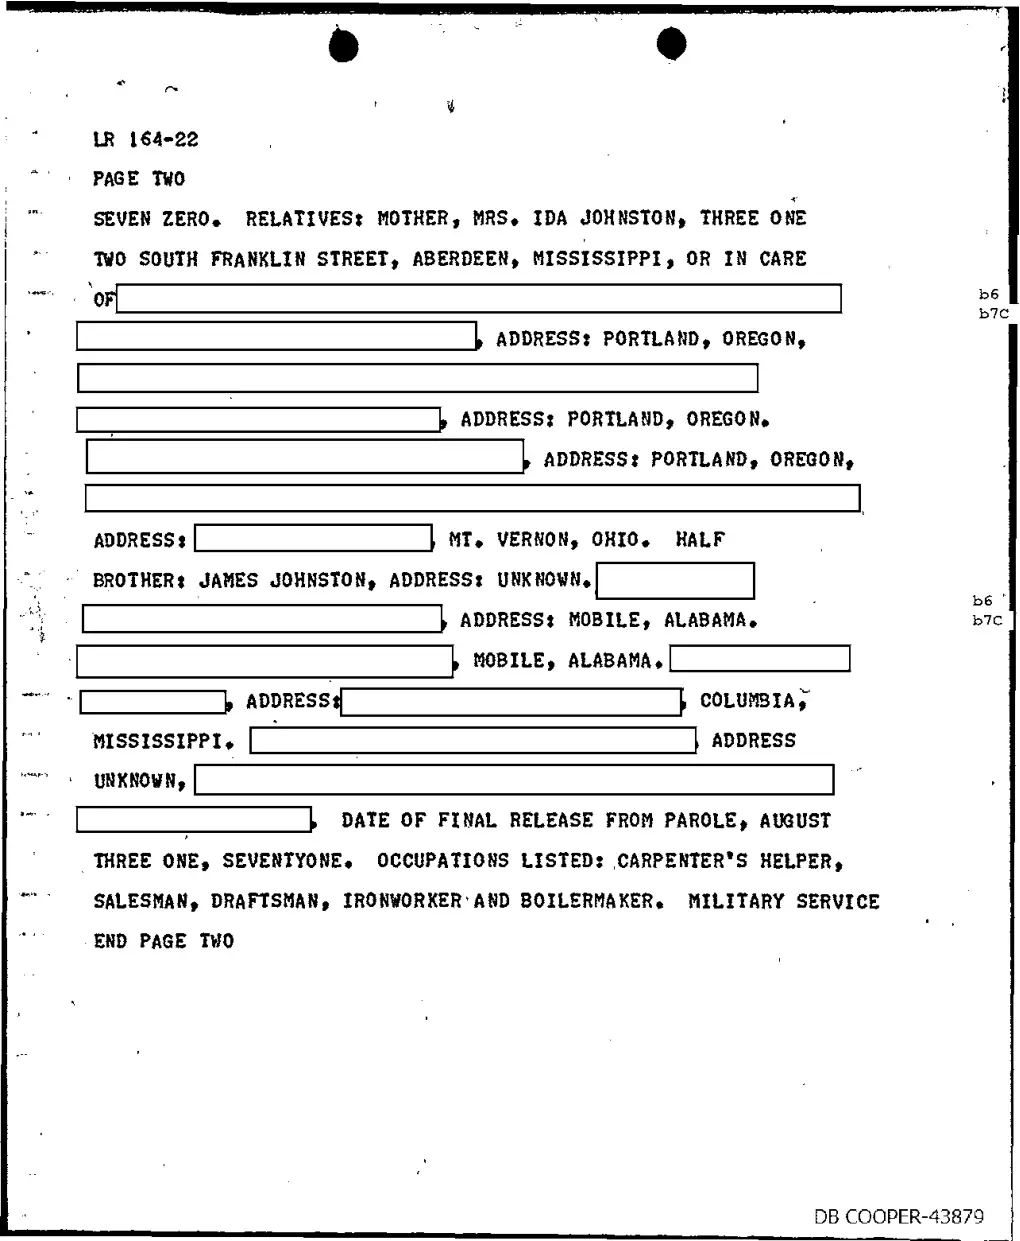 LR 164-22
PAGE TWO
SEVEN ZERO. RELATIVES: MOTHER, MRS. IDA JOHNSTON, THREE ONE
TWO SOUTH FRANKLIN STREET, ABERDEEN, MISSISSIPPI, OR IN CARE
OF
b6
b7C
, ADDRESS: PORTLAND, OREGON,
, ADDRESS: PORTLAND, OREGON.
, ADDRESS: PORTLAND, OREGON,
ADDRESS: , MT. VERNON, OHIO. HALF
BROTHER: JAMES JOHNSTON, ADDRESS: UNKNOWN.
b6
b7C
, ADDRESS: MOBILE, ALABAMA.
, MOBILE, ALABAMA.
, ADDRESS: , COLUMBIA,
MISSISSIPPI. , ADDRESS
UNKNOWN,
. DATE OF FINAL RELEASE FROM PAROLE, AUGUST
THREE ONE, SEVENTYONE. OCCUPATIONS LISTED: CARPENTER'S HELPER,
SALESMAN, DRAFTSMAN, IRONWORKER AND BOILERMAKER. MILITARY SERVICE
END PAGE TWO
DB COOPER-43879